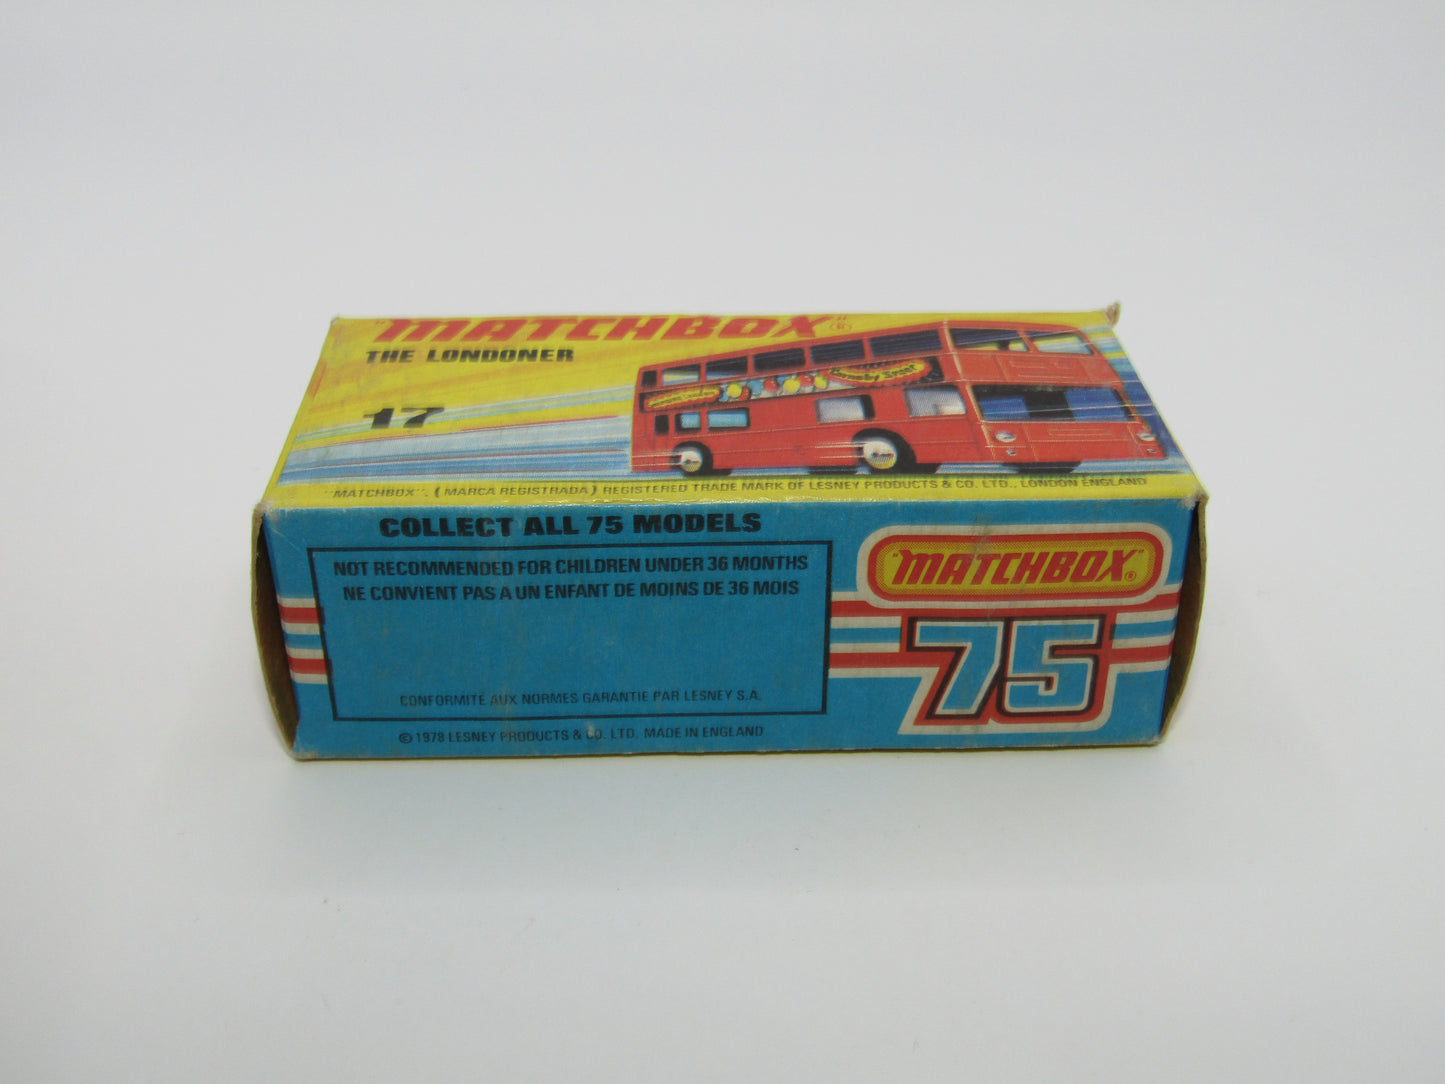 "MATCHBOX"®
THE LONDONER
17
"MATCHBOX". (MARCA REGISTRADA) REGISTERED TRADE MARK OF LESNEY PRODUCTS & CO. LTD., LONDON ENGLAND
COLLECT ALL 75 MODELS
NOT RECOMMENDED FOR CHILDREN UNDER 36 MONTHS
NE CONVIENT PAS A UN ENFANT DE MOINS DE 36 MOIS
CONFORMITE AUX NORMES GARANTIE PAR LESNEY S.A.
© 1978 LESNEY PRODUCTS & CO. LTD. MADE IN ENGLAND
"MATCHBOX"®
75